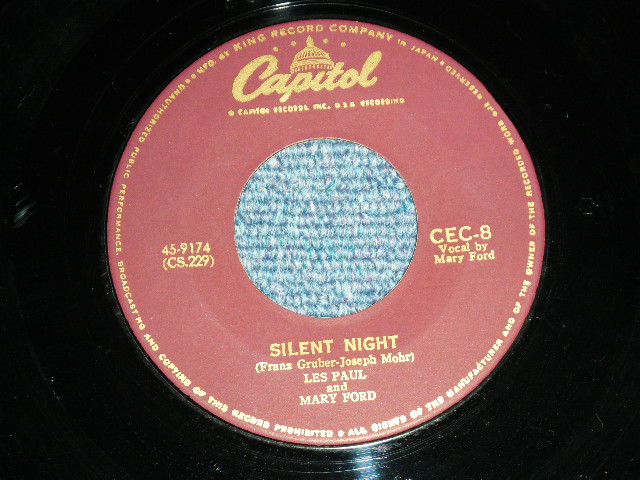 MFG. BY KING RECORD COMPANY IN JAPAN
Capitol
® CAPITOL RECORDS, INC. U.S.A RECORDING
45-9174
(CS.229)
CEC-8
Vocal by
Mary Ford
SILENT NIGHT
(Franz Gruber-Joseph Mohr)
LES PAUL
and
MARY FORD
UNAUTHORIZED PUBLIC PERFORMANCE, BROADCASTING AND COPYING OF THIS RECORD PROHIBITED ● ALL RIGHTS OF THE MANUFACTURER AND OF THE OWNER OF THE RECORDED WORK ARE RESERVED